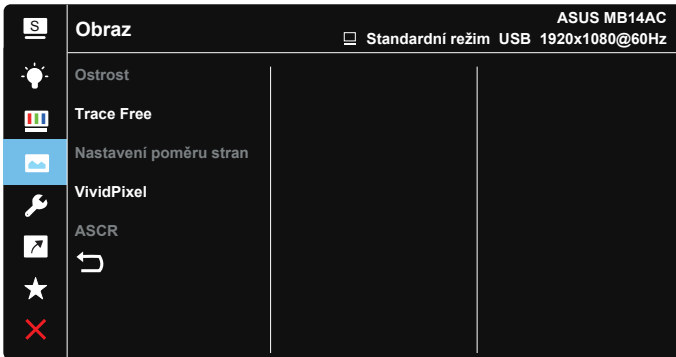 S
Obraz
ASUS MB14AC
Standardní režim USB 1920x1080@60Hz
Ostrost
Trace Free
Nastavení poměru stran
VividPixel
ASCR